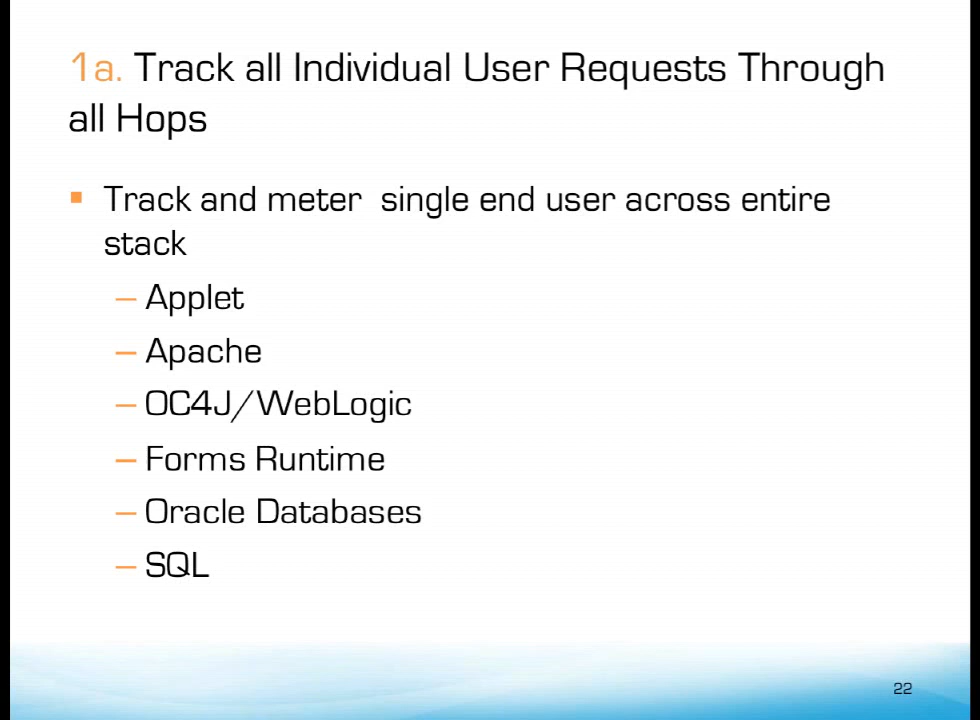 1a. Track all Individual User Requests Through
all Hops
▪ Track and meter  single end user across entire
stack
– Applet
– Apache
– OC4J/WebLogic
– Forms Runtime
– Oracle Databases
– SQL
22